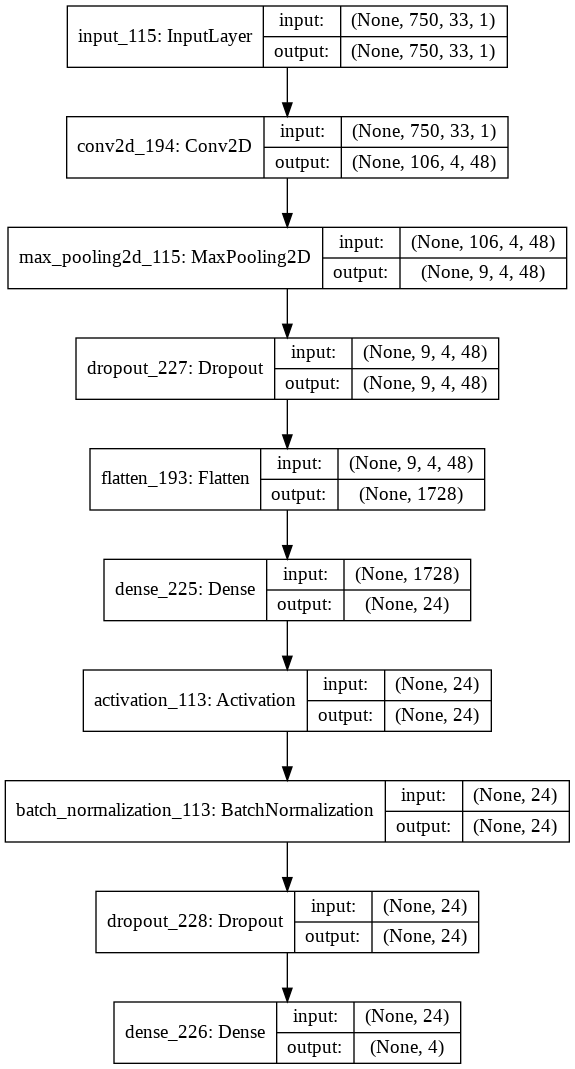 input_115: InputLayer
input:
(None, 750, 33, 1)
output:
(None, 750, 33, 1)
conv2d_194: Conv2D
input:
(None, 750, 33, 1)
output:
(None, 106, 4, 48)
max_pooling2d_115: MaxPooling2D
input:
(None, 106, 4, 48)
output:
(None, 9, 4, 48)
dropout_227: Dropout
input:
(None, 9, 4, 48)
output:
(None, 9, 4, 48)
flatten_193: Flatten
input:
(None, 9, 4, 48)
output:
(None, 1728)
dense_225: Dense
input:
(None, 1728)
output:
(None, 24)
activation_113: Activation
input:
(None, 24)
output:
(None, 24)
batch_normalization_113: BatchNormalization
input:
(None, 24)
output:
(None, 24)
dropout_228: Dropout
input:
(None, 24)
output:
(None, 24)
dense_226: Dense
input:
(None, 24)
output:
(None, 4)